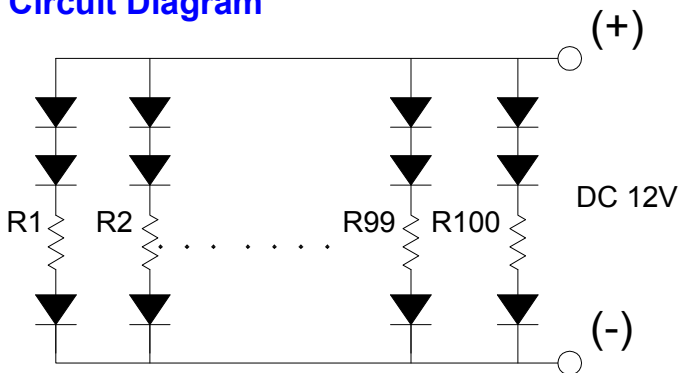 Circuit Diagram
(+)
R1 R2 R99 R100
DC 12V
(-)